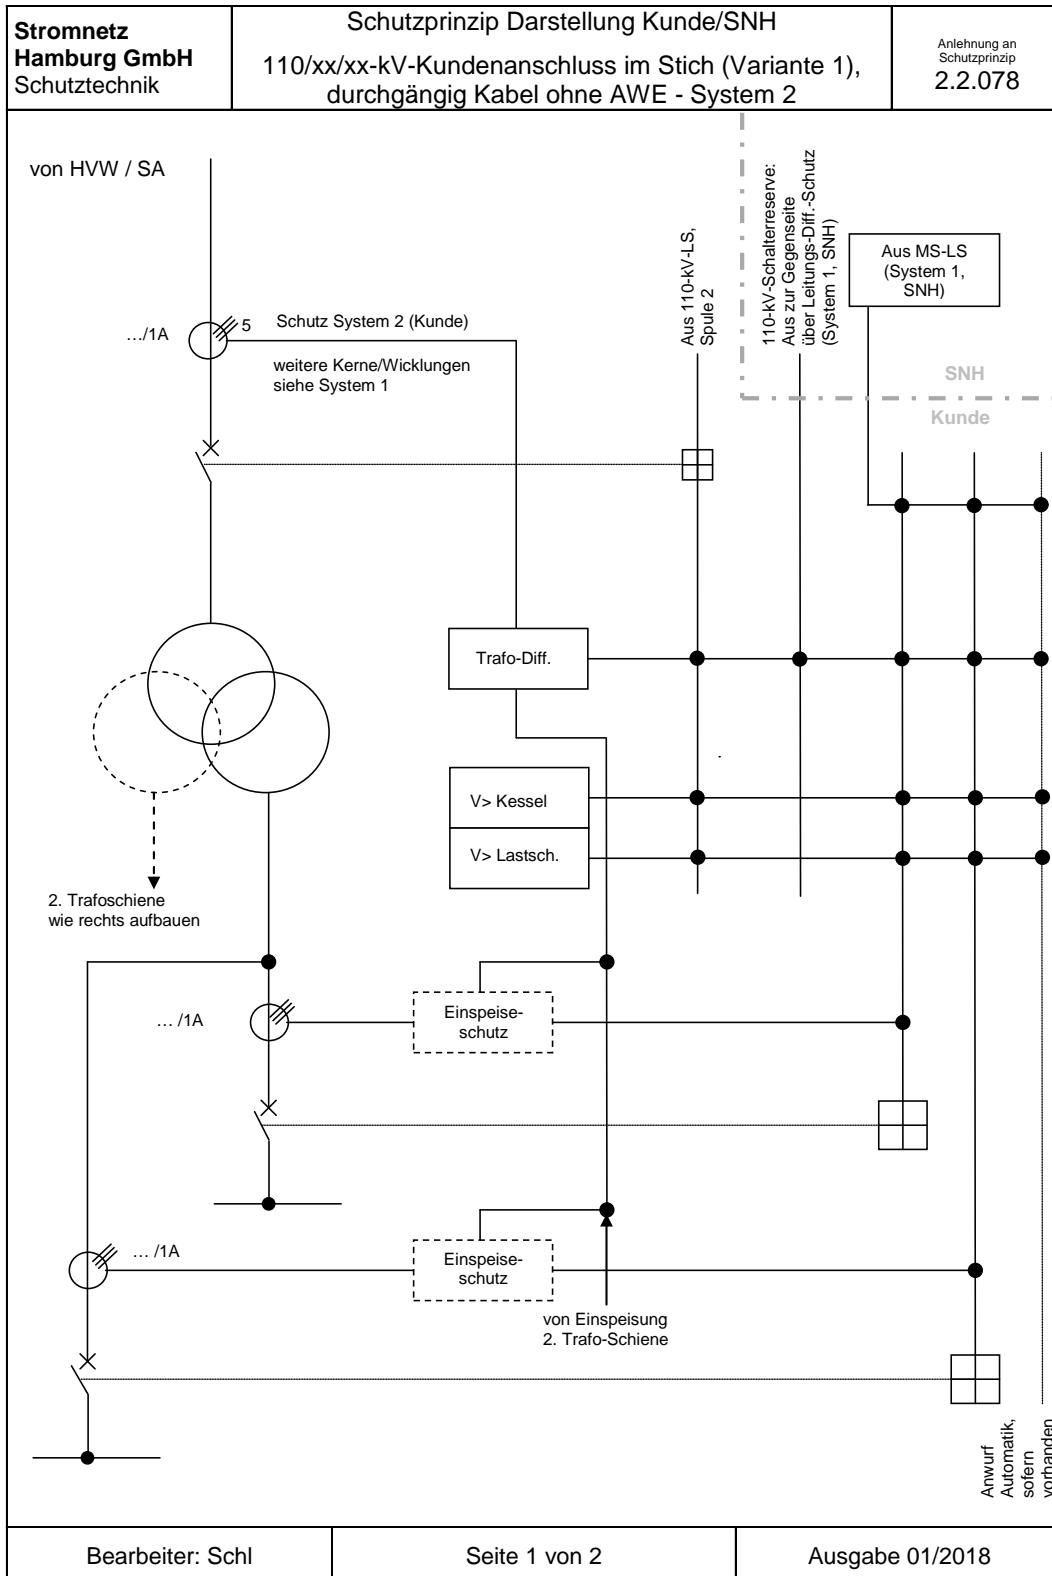 Stromnetz
Hamburg GmbH
Schutztechnik
Schutzprinzip Darstellung Kunde/SNH
110/xx/xx-kV-Kundenanschluss im Stich (Variante 1),
durchgängig Kabel ohne AWE - System 2
Anlehnung an
Schutzprinzip
2.2.078
von HVW / SA
Aus 110-kV-LS,
Spule 2
110-kV-Schalterreserve:
Aus zur Gegenseite
über Leitungs-Diff.-Schutz
(System 1, SNH)
Aus MS-LS
(System 1,
SNH)
…/1A
5
Schutz System 2 (Kunde)
weitere Kerne/Wicklungen
siehe System 1
SNH
Kunde
Trafo-Diff.
V> Kessel
V> Lastsch.
2. Trafoschiene
wie rechts aufbauen
… /1A
Einspeise-
schutz
… /1A
Einspeise-
schutz
von Einspeisung
2. Trafo-Schiene
Anwurf
Automatik,
sofern
vorhanden
Bearbeiter: Schl
Seite 1 von 2
Ausgabe 01/2018